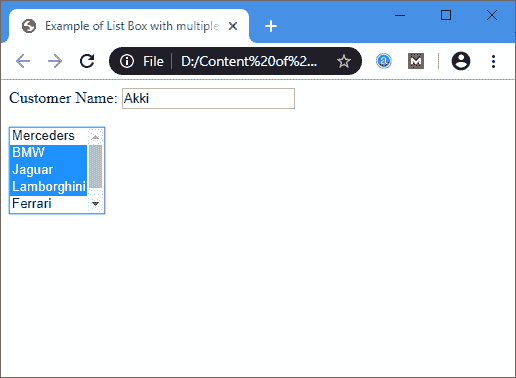 Example of List Box with multiple
File D:/Content%20of%2...
Customer Name: Akki
Merceders
BMW
Jaguar
Lamborghini
Ferrari